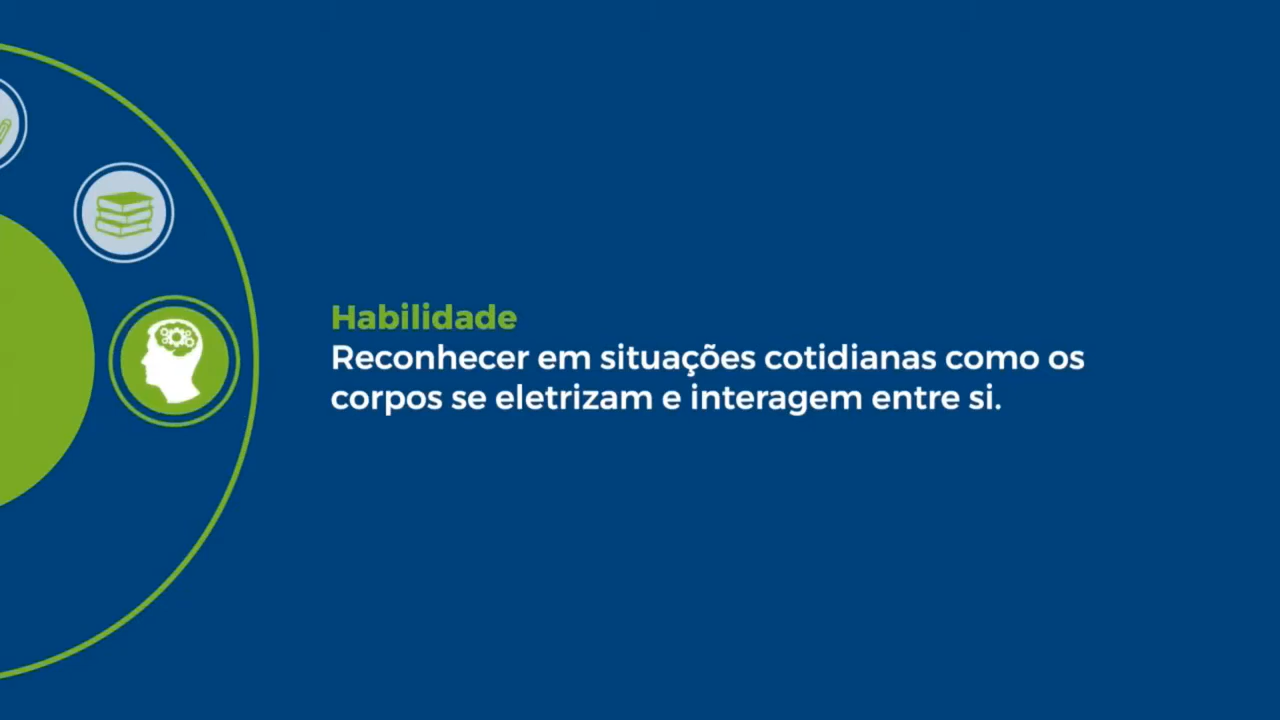 Habilidade
Reconhecer em situações cotidianas como os
corpos se eletrizam e interagem entre si.